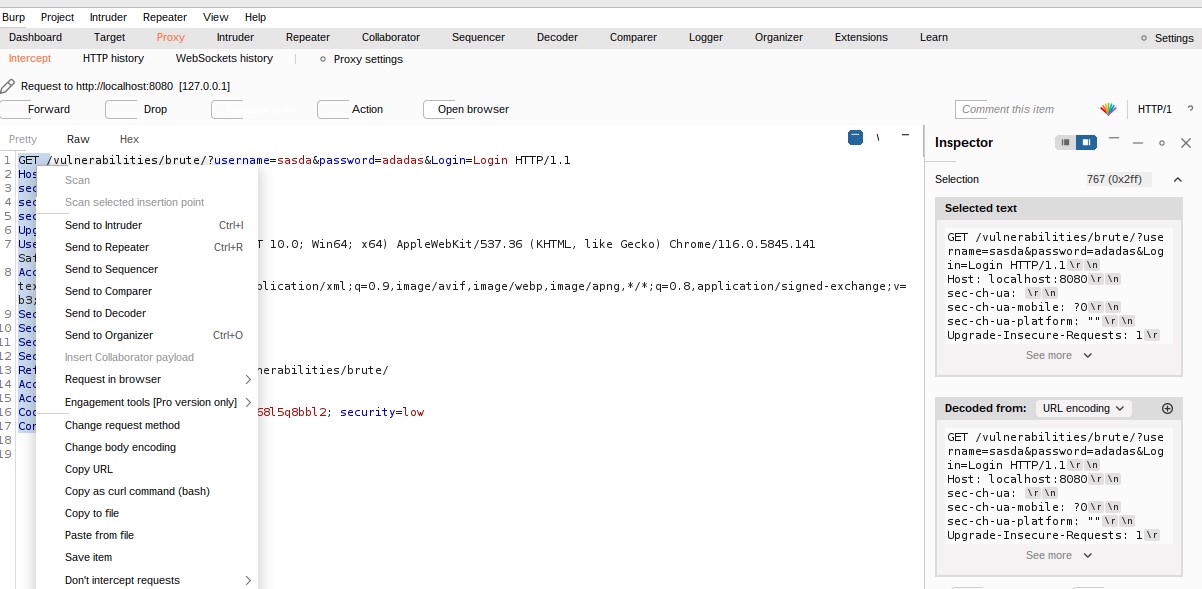 Burp Project Intruder Repeater View Help
Dashboard Target Proxy Intruder Repeater Collaborator Sequencer Decoder Comparer Logger Organizer Extensions Learn Settings
Intercept HTTP history WebSockets history Proxy settings
Request to http://localhost:8080 [127.0.0.1]
Forward Drop Action Open browser Comment this item HTTP/1 ?
Pretty Raw Hex
1 GET /vulnerabilities/brute/?username=sasda&password=adadas&Login=Login HTTP/1.1
2 Hos
3 sec
4 sec
5 sec
6 Upg
7 Use T 10.0; Win64; x64) AppleWebKit/537.36 (KHTML, like Gecko) Chrome/116.0.5845.141
Saf
8 Acc
tex plication/xml;q=0.9,image/avif,image/webp,image/apng,*/*;q=0.8,application/signed-exchange;v=
b3;
9 Sec
10 Sec
11 Sec
12 Sec
13 Ref nerabilities/brute/
14 Acc
15 Acc
16 Coo 68l5q8bbl2; security=low
17 Con
18
19
Scan
Scan selected insertion point
Send to Intruder Ctrl+I
Send to Repeater Ctrl+R
Send to Sequencer
Send to Comparer
Send to Decoder
Send to Organizer Ctrl+O
Insert Collaborator payload
Request in browser
Engagement tools [Pro version only]
Change request method
Change body encoding
Copy URL
Copy as curl command (bash)
Copy to file
Paste from file
Save item
Don't intercept requests
Inspector
Selection 767 (0x2ff)
Selected text
GET /vulnerabilities/brute/?use
rname=sasda&password=adadas&Log
in=Login HTTP/1.1 \r \n
Host: localhost:8080 \r \n
sec-ch-ua: \r \n
sec-ch-ua-mobile: ?0 \r \n
sec-ch-ua-platform: "" \r \n
Upgrade-Insecure-Requests: 1 \r
See more
Decoded from: URL encoding
GET /vulnerabilities/brute/?use
rname=sasda&password=adadas&Log
in=Login HTTP/1.1 \r \n
Host: localhost:8080 \r \n
sec-ch-ua: \r \n
sec-ch-ua-mobile: ?0 \r \n
sec-ch-ua-platform: "" \r \n
Upgrade-Insecure-Requests: 1 \r
See more